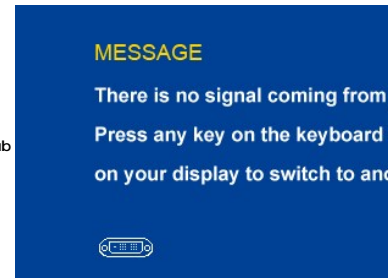 MESSAGE
There is no signal coming from
Press any key on the keyboard
on your display to switch to